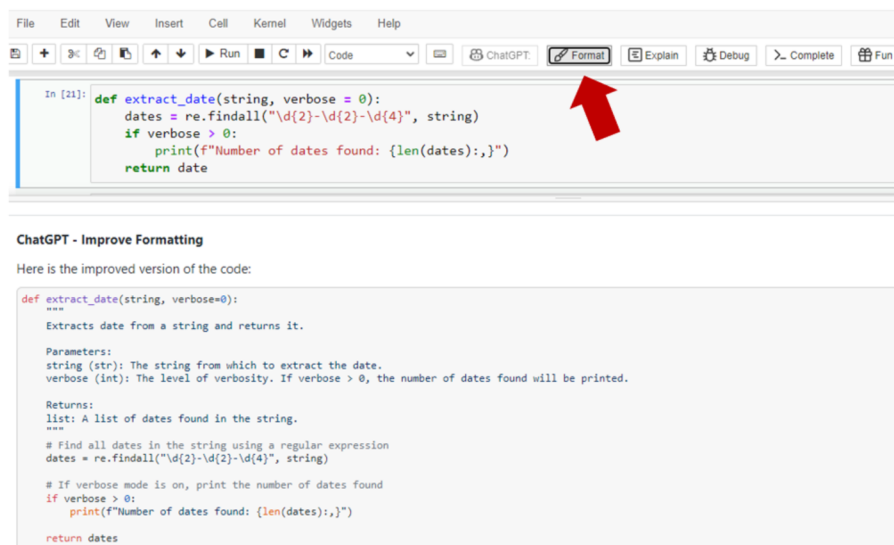 File Edit View Insert Cell Kernel Widgets Help
Run Code ChatGPT: Format Explain Debug Complete Fun
In [21]: def extract_date(string, verbose = 0):
    dates = re.findall("\d{2}-\d{2}-\d{4}", string)
    if verbose > 0:
        print(f"Number of dates found: {len(dates):,}")
    return date
ChatGPT - Improve Formatting
Here is the improved version of the code:
def extract_date(string, verbose=0):
    """
    Extracts date from a string and returns it.
    Parameters:
    string (str): The string from which to extract the date.
    verbose (int): The level of verbosity. If verbose > 0, the number of dates found will be printed.
    Returns:
    list: A list of dates found in the string.
    """
    # Find all dates in the string using a regular expression
    dates = re.findall("\d{2}-\d{2}-\d{4}", string)
    # If verbose mode is on, print the number of dates found
    if verbose > 0:
        print(f"Number of dates found: {len(dates):,}")
    return dates